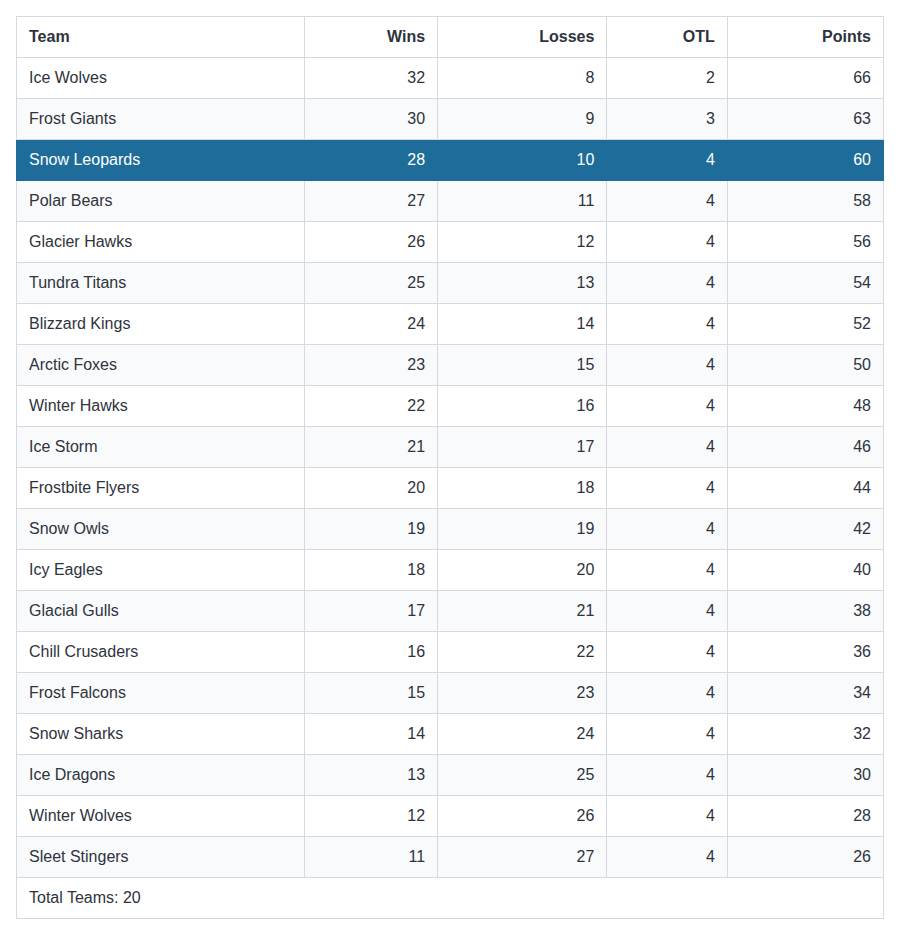 Team Wins Losses OTL Points
Ice Wolves 32 8 2 66
Frost Giants 30 9 3 63
Snow Leopards 28 10 4 60
Polar Bears 27 11 4 58
Glacier Hawks 26 12 4 56
Tundra Titans 25 13 4 54
Blizzard Kings 24 14 4 52
Arctic Foxes 23 15 4 50
Winter Hawks 22 16 4 48
Ice Storm 21 17 4 46
Frostbite Flyers 20 18 4 44
Snow Owls 19 19 4 42
Icy Eagles 18 20 4 40
Glacial Gulls 17 21 4 38
Chill Crusaders 16 22 4 36
Frost Falcons 15 23 4 34
Snow Sharks 14 24 4 32
Ice Dragons 13 25 4 30
Winter Wolves 12 26 4 28
Sleet Stingers 11 27 4 26
Total Teams: 20